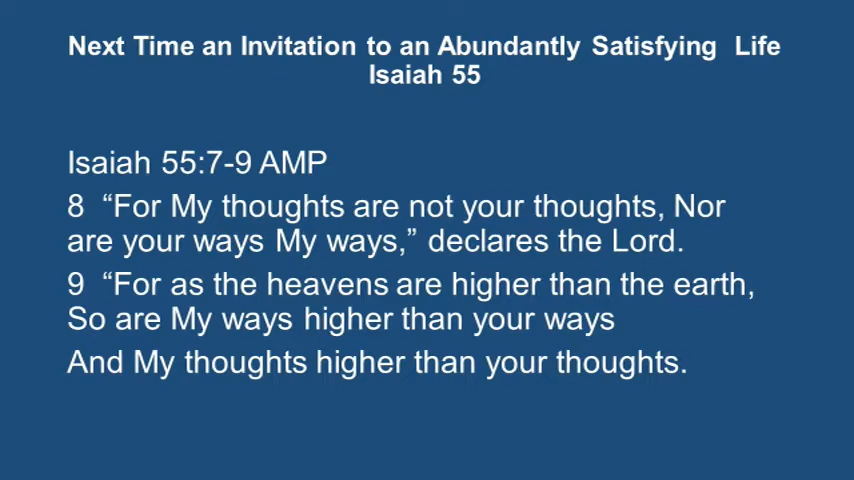 Next Time an Invitation to an Abundantly Satisfying Life
Isaiah 55
Isaiah 55:7-9 AMP
8 “For My thoughts are not your thoughts, Nor
are your ways My ways,” declares the Lord.
9 “For as the heavens are higher than the earth,
So are My ways higher than your ways
And My thoughts higher than your thoughts.